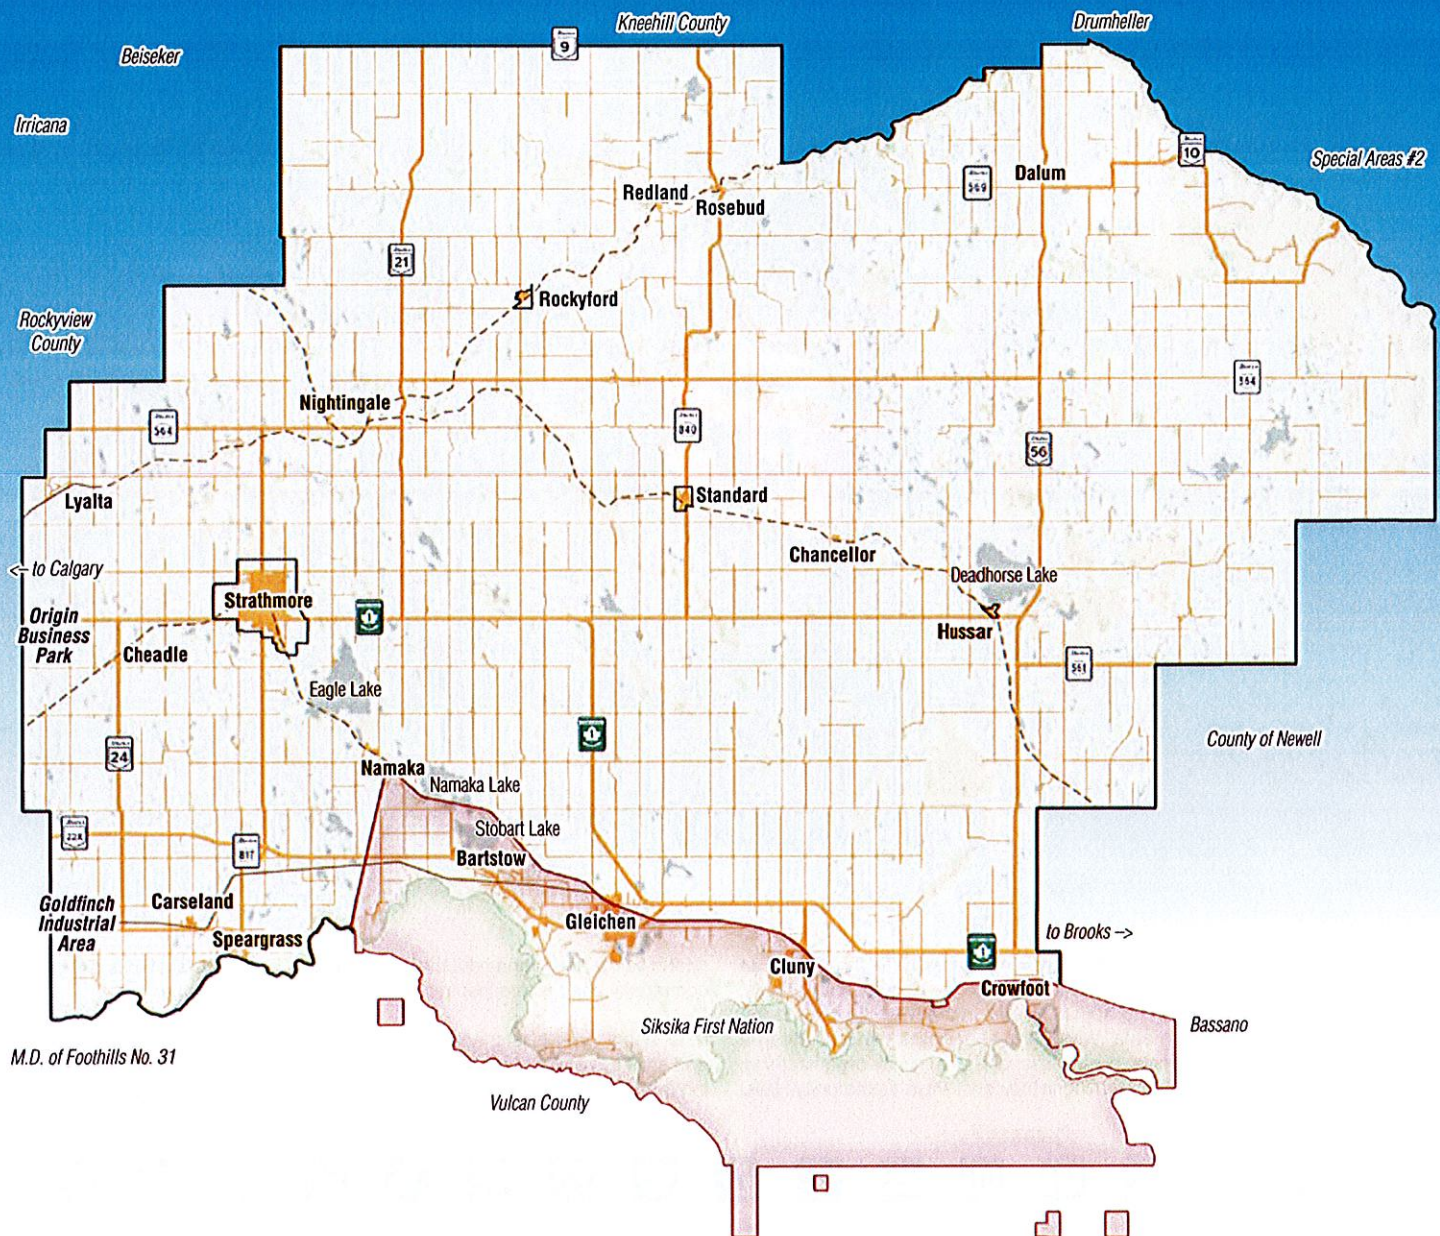 Kneehill County
Drumheller
Beiseker
9
Irricana
10
Special Areas #2
Dalum
569
Redland
Rosebud
21
Rockyford
Rockyview
County
564
Nightingale
564
840
56
Lyalta
Standard
Chancellor
<– to Calgary
Deadhorse Lake
Strathmore
Origin
Business
Park
1
Hussar
Cheadle
561
Eagle Lake
1
County of Newell
24
Namaka
Namaka Lake
22X
Stobart Lake
817
Bartstow
Goldfinch
Industrial
Area
Carseland
Gleichen
Speargrass
to Brooks –>
1
Cluny
Crowfoot
Siksika First Nation
Bassano
M.D. of Foothills No. 31
Vulcan County